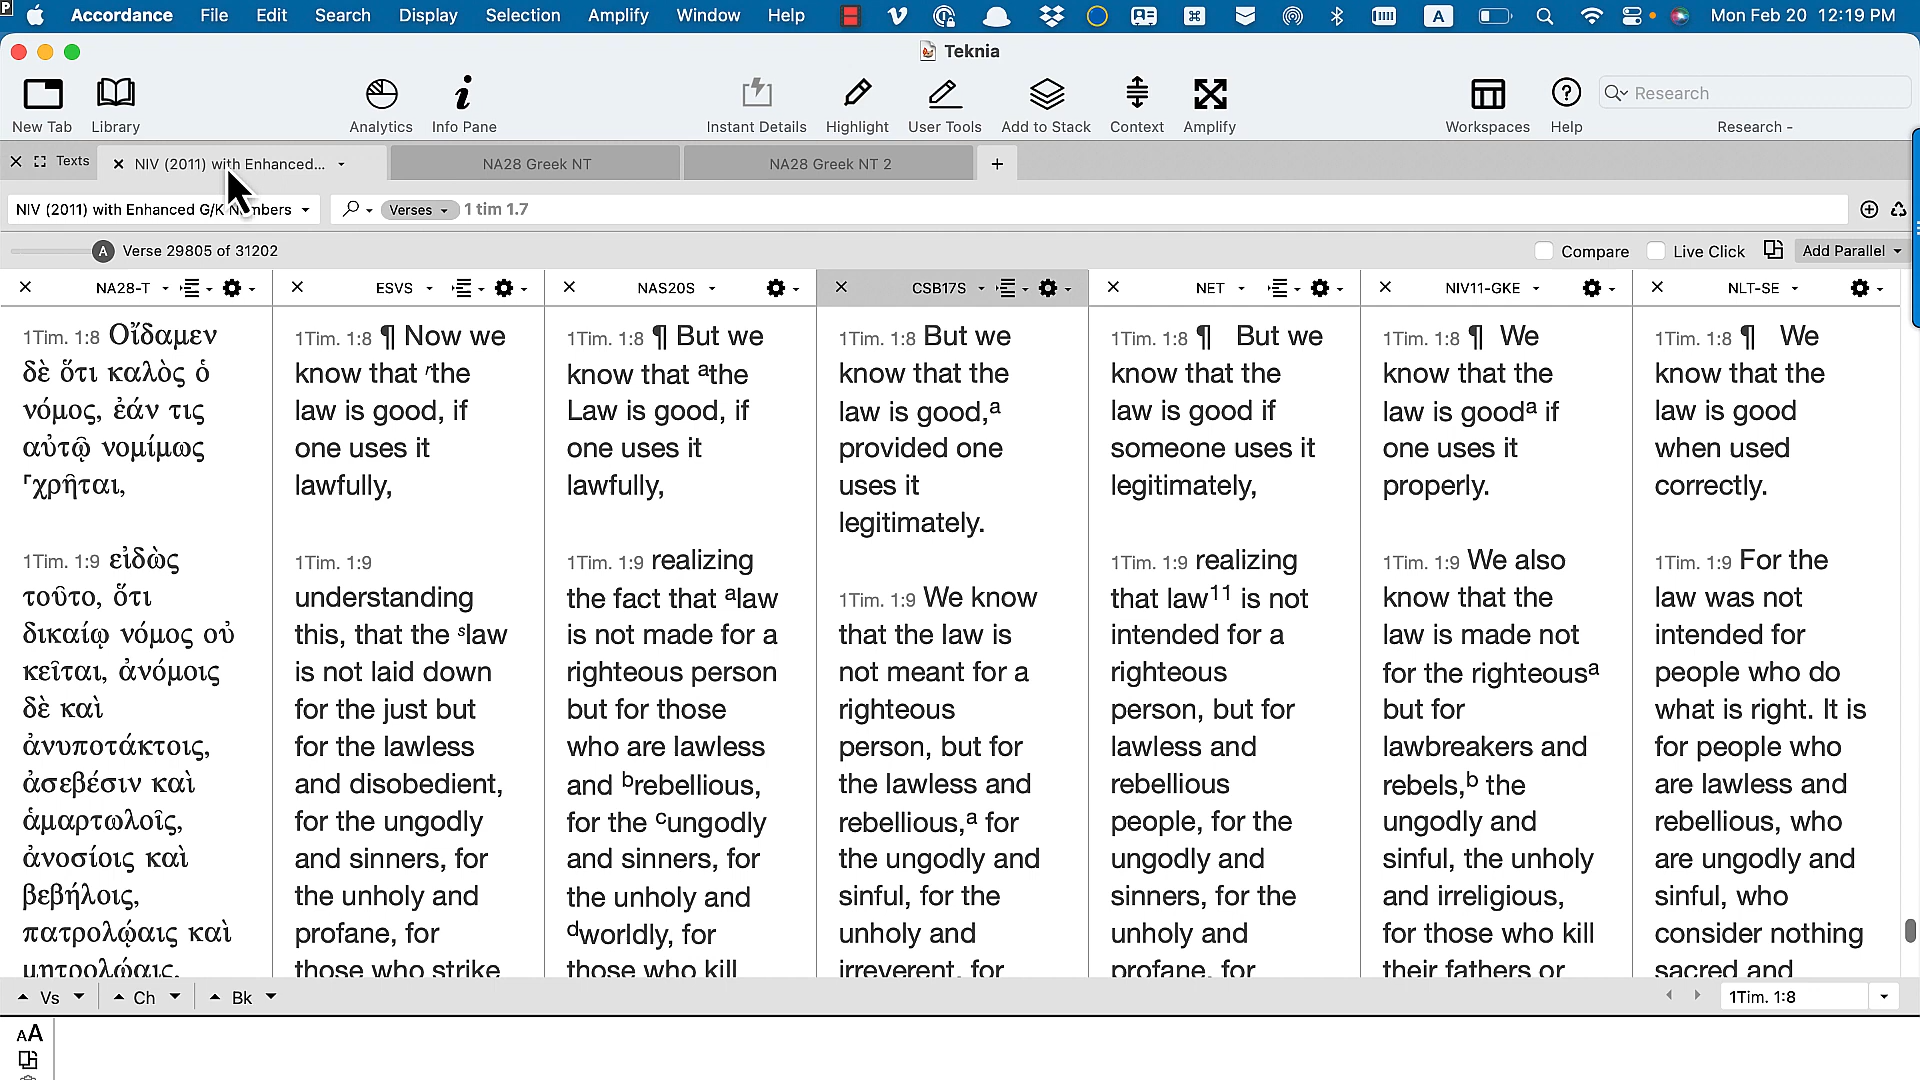 Accordance File Edit Search Display Selection Amplify Window Help Mon Feb 20 12:19 PM
Teknia
New Tab Library Analytics Info Pane Instant Details Highlight User Tools Add to Stack Context Amplify Workspaces Help Research
Research -
Texts NIV (2011) with Enhanced... NA28 Greek NT NA28 Greek NT 2 +
NIV (2011) with Enhanced G/K Numbers Verses 1 tim 1.7
A Verse 29805 of 31202 Compare Live Click Add Parallel
NA28-T
1Tim. 1:8 Οἴδαμεν
δὲ ὅτι καλὸς ὁ
νόμος, ἐάν τις
αὐτῷ νομίμως
⸀χρῆται,
1Tim. 1:9 εἰδὼς
τοῦτο, ὅτι
δικαίῳ νόμος οὐ
κεῖται, ἀνόμοις
δὲ καὶ
ἀνυποτάκτοις,
ἀσεβέσιν καὶ
ἁμαρτωλοῖς,
ἀνοσίοις καὶ
βεβήλοις,
πατρολῴαις καὶ
μητρολῴαις,
ESVS
1Tim. 1:8 ¶ Now we
know that rthe
law is good, if
one uses it
lawfully,
1Tim. 1:9
understanding
this, that the slaw
is not laid down
for the just but
for the lawless
and disobedient,
for the ungodly
and sinners, for
the unholy and
profane, for
those who strike
NAS20S
1Tim. 1:8 ¶ But we
know that athe
Law is good, if
one uses it
lawfully,
1Tim. 1:9 realizing
the fact that alaw
is not made for a
righteous person
but for those
who are lawless
and brebellious,
for the cungodly
and sinners, for
the unholy and
dworldly, for
those who kill
CSB17S
1Tim. 1:8 But we
know that the
law is good,a
provided one
uses it
legitimately.
1Tim. 1:9 We know
that the law is
not meant for a
righteous
person, but for
the lawless and
rebellious,a for
the ungodly and
sinful, for the
unholy and
irreverent, for
NET
1Tim. 1:8 ¶ But we
know that the
law is good if
someone uses it
legitimately,
1Tim. 1:9 realizing
that law11 is not
intended for a
righteous
person, but for
lawless and
rebellious
people, for the
ungodly and
sinners, for the
unholy and
profane, for
NIV11-GKE
1Tim. 1:8 ¶ We
know that the
law is gooda if
one uses it
properly.
1Tim. 1:9 We also
know that the
law is made not
for the righteousa
but for
lawbreakers and
rebels,b the
ungodly and
sinful, the unholy
and irreligious,
for those who kill
their fathers or
NLT-SE
1Tim. 1:8 ¶ We
know that the
law is good
when used
correctly.
1Tim. 1:9 For the
law was not
intended for
people who do
what is right. It is
for people who
are lawless and
rebellious, who
are ungodly and
sinful, who
consider nothing
sacred and
Vs Ch Bk 1Tim. 1:8
AA